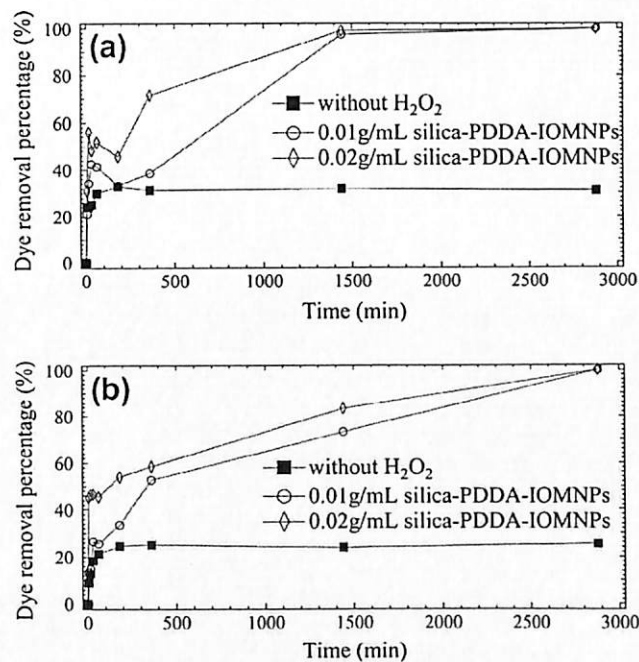 (a)
Dye removal percentage (%)
100
80
60
40
20
0
without H₂O₂
0.01g/mL silica-PDDA-IOMNPs
0.02g/mL silica-PDDA-IOMNPs
0 500 1000 1500 2000 2500 3000
Time (min)
(b)
Dye removal percentage (%)
100
80
60
40
20
0
without H₂O₂
0.01g/mL silica-PDDA-IOMNPs
0.02g/mL silica-PDDA-IOMNPs
0 500 1000 1500 2000 2500 3000
Time (min)